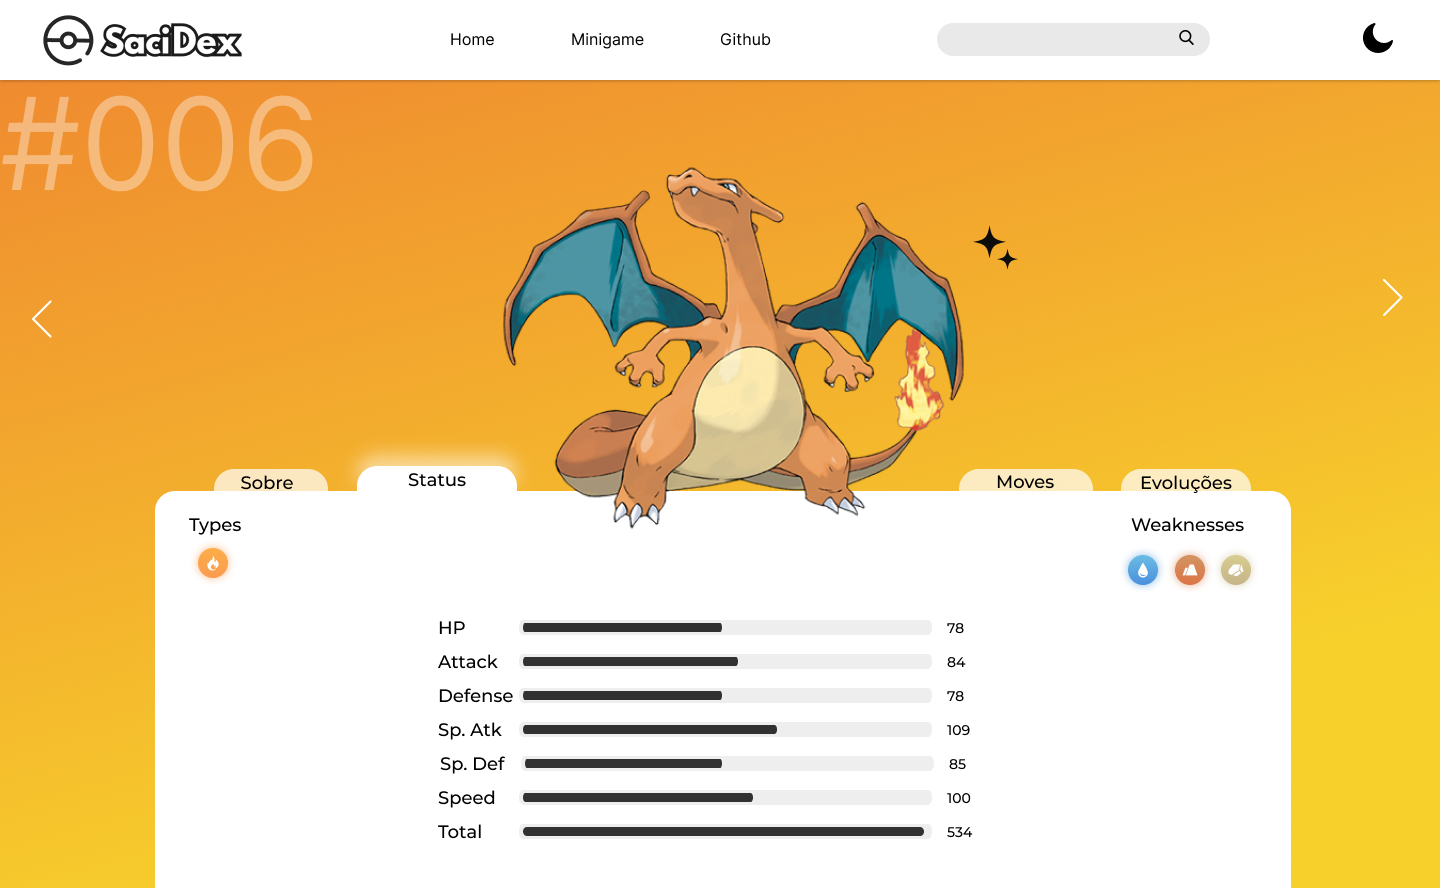 SaciDex
Home
Minigame
Github
#006
Sobre
Status
Moves
Evoluções
Types
Weaknesses
HP 78
Attack 84
Defense 78
Sp. Atk 109
Sp. Def 85
Speed 100
Total 534